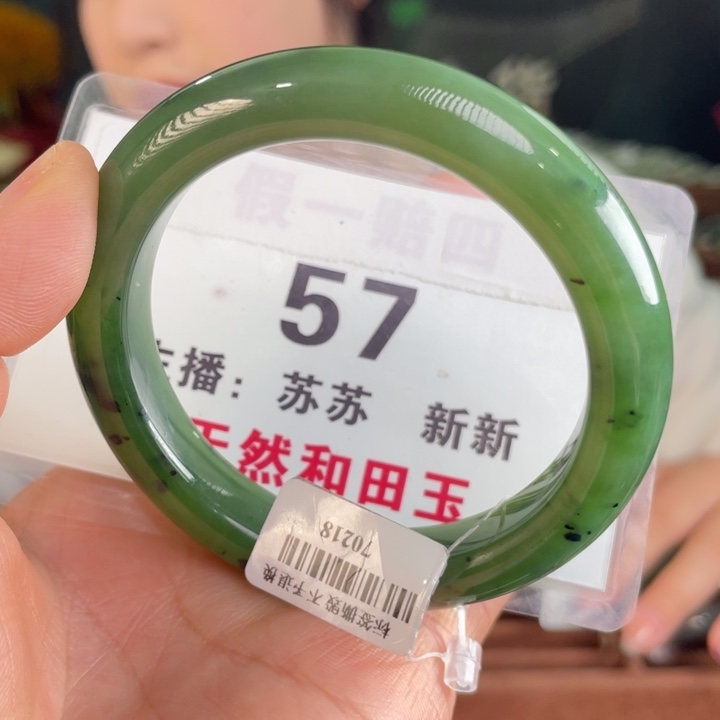 假一赔四
57
主播：苏苏 新新
天然和田玉
70218
标签撕毁不予退换